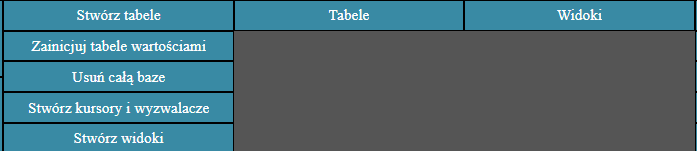 Stwórz tabele Tabele Widoki
Zainicjuj tabele wartościami
Usuń całą baze
Stwórz kursory i wyzwalacze
Stwórz widoki